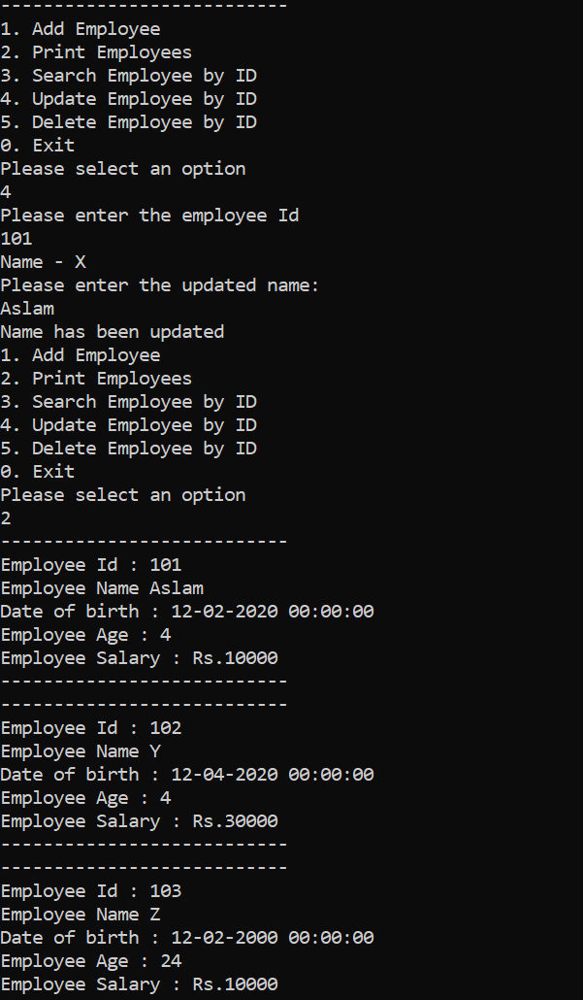 ---------------------------
1. Add Employee
2. Print Employees
3. Search Employee by ID
4. Update Employee by ID
5. Delete Employee by ID
0. Exit
Please select an option
4
Please enter the employee Id
101
Name - X
Please enter the updated name:
Aslam
Name has been updated
1. Add Employee
2. Print Employees
3. Search Employee by ID
4. Update Employee by ID
5. Delete Employee by ID
0. Exit
Please select an option
2
---------------------------
Employee Id : 101
Employee Name Aslam
Date of birth : 12-02-2020 00:00:00
Employee Age : 4
Employee Salary : Rs.10000
---------------------------
---------------------------
Employee Id : 102
Employee Name Y
Date of birth : 12-04-2020 00:00:00
Employee Age : 4
Employee Salary : Rs.30000
---------------------------
---------------------------
Employee Id : 103
Employee Name Z
Date of birth : 12-02-2000 00:00:00
Employee Age : 24
Employee Salary : Rs.10000